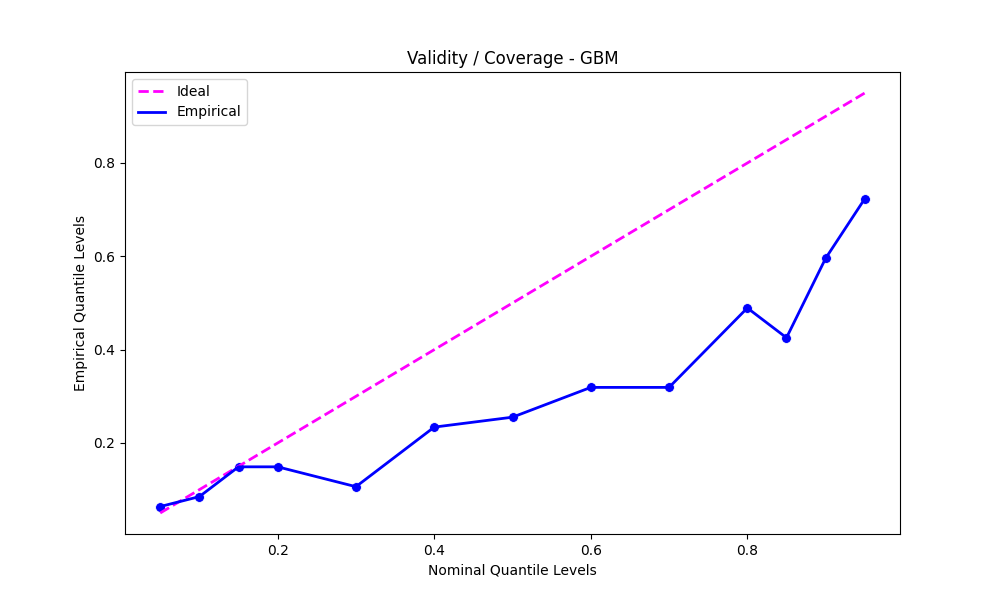 Validity / Coverage - GBM
Ideal
Empirical
Empirical Quantile Levels
0.8
0.6
0.4
0.2
0.2 0.4 0.6 0.8
Nominal Quantile Levels